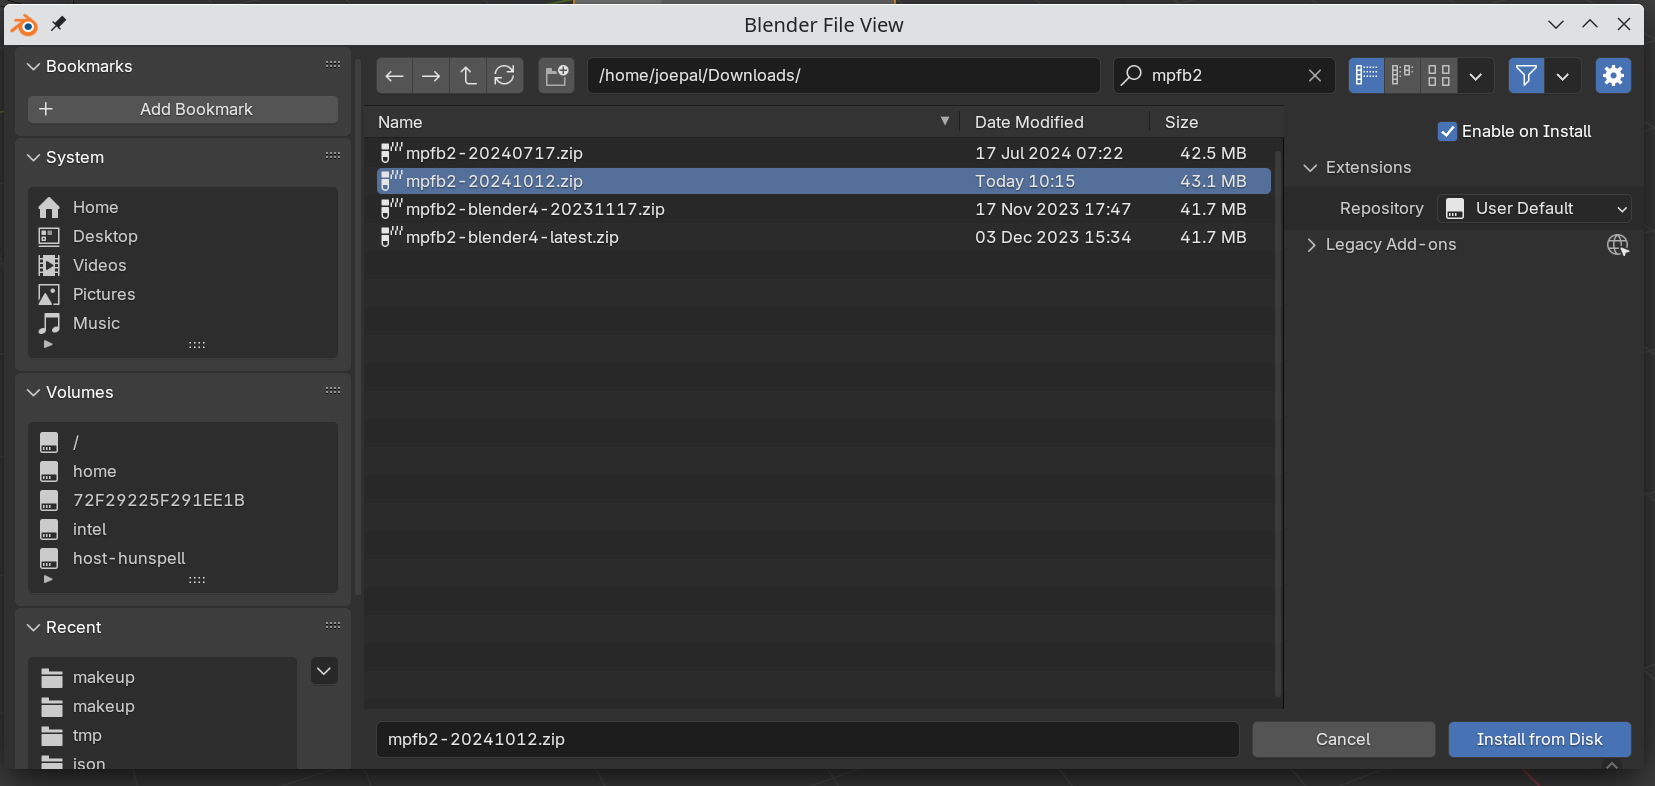 Blender File View
Bookmarks
Add Bookmark
System
Home
Desktop
Videos
Pictures
Music
Volumes
/
home
72F29225F291EE1B
intel
host-hunspell
Recent
makeup
makeup
tmp
json
/home/joepal/Downloads/
mpfb2
Name Date Modified Size
mpfb2-20240717.zip 17 Jul 2024 07:22 42.5 MB
mpfb2-20241012.zip Today 10:15 43.1 MB
mpfb2-blender4-20231117.zip 17 Nov 2023 17:47 41.7 MB
mpfb2-blender4-latest.zip 03 Dec 2023 15:34 41.7 MB
mpfb2-20241012.zip
Cancel
Install from Disk
Enable on Install
Extensions
Repository User Default
Legacy Add-ons